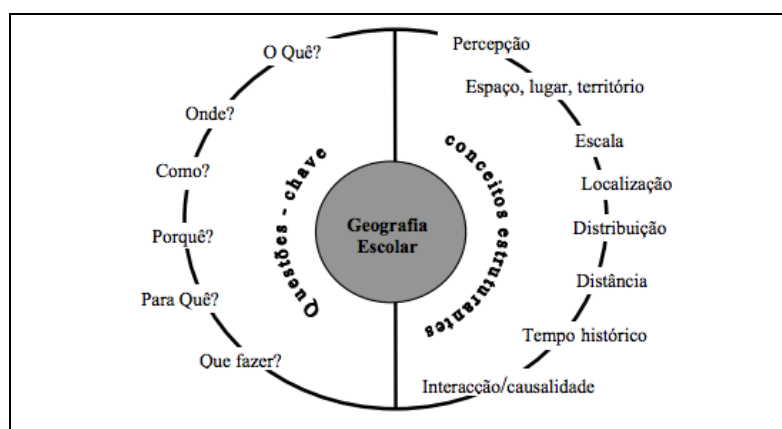 O Quê?
Onde?
Como?
Porquê?
Para Quê?
Que fazer?
Questões - chave
Geografia
Escolar
conceitos estruturantes
Percepção
Espaço, lugar, território
Escala
Localização
Distribuição
Distância
Tempo histórico
Interacção/causalidade